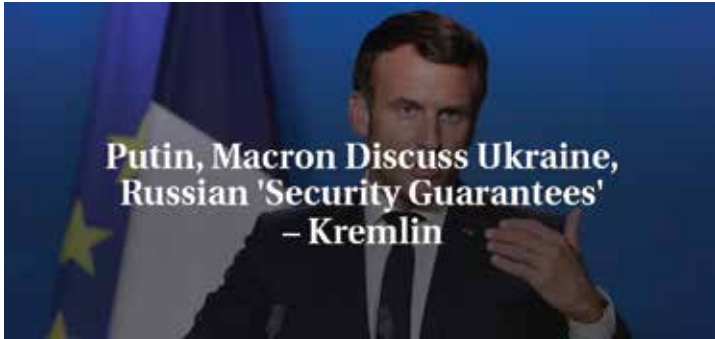 Putin, Macron Discuss Ukraine,
Russian 'Security Guarantees'
– Kremlin